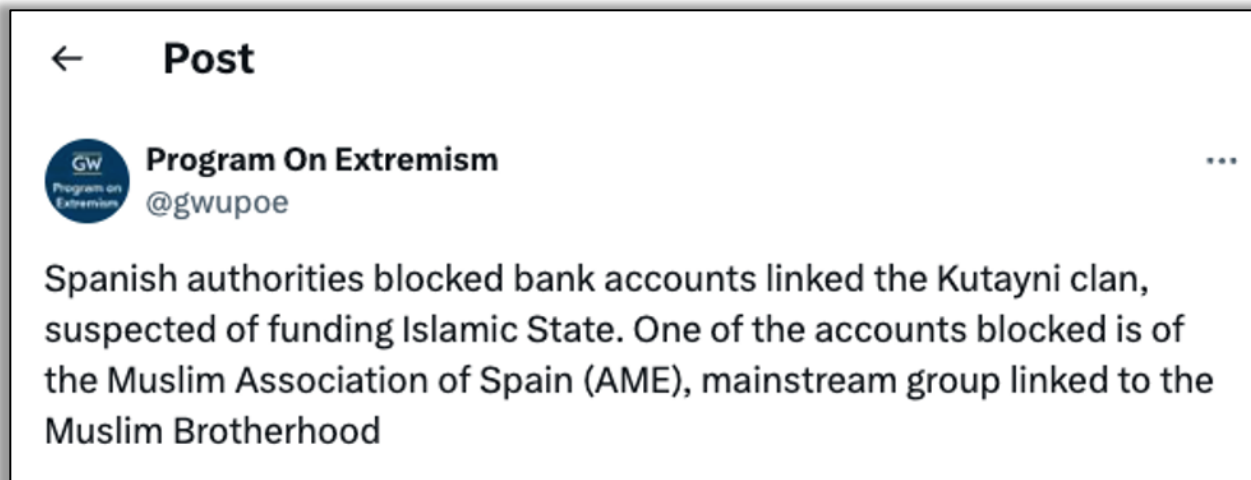 Post
GW
Program on
Extremism
Program On Extremism
@gwupoe
Spanish authorities blocked bank accounts linked the Kutayni clan,
suspected of funding Islamic State. One of the accounts blocked is of
the Muslim Association of Spain (AME), mainstream group linked to the
Muslim Brotherhood